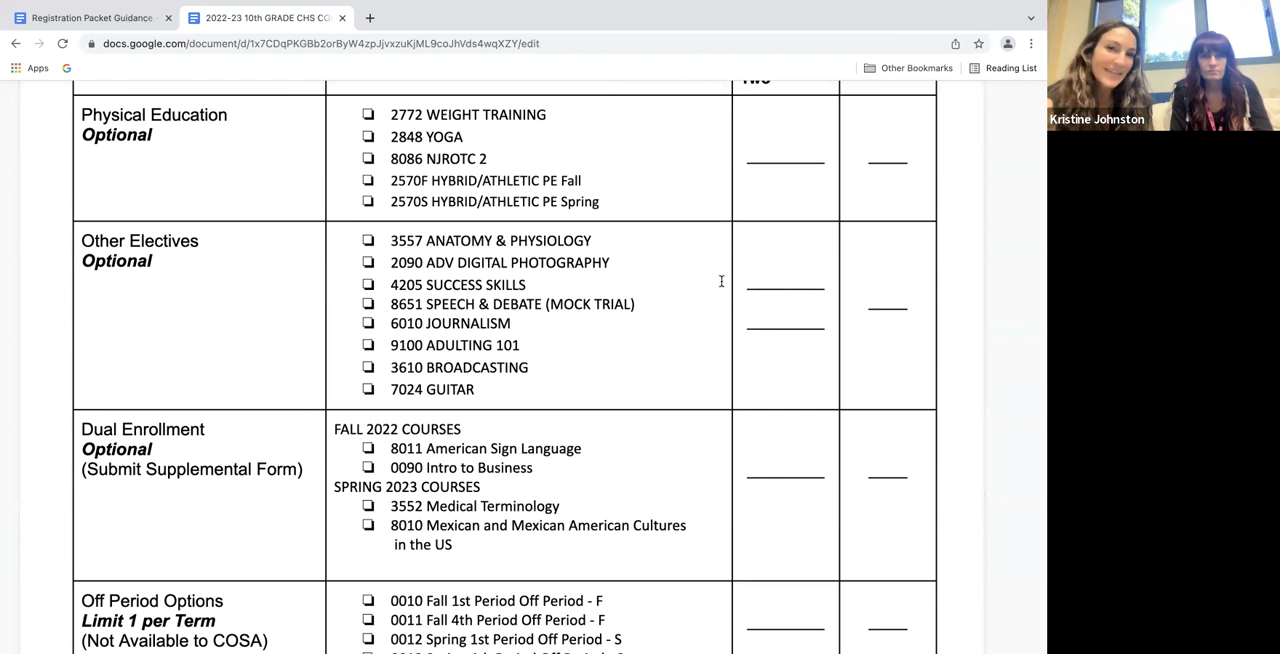 Registration Packet Guidance
2022-23 10th GRADE CHS CO
docs.google.com/document/d/1x7CDqPKGBb2orByW4zpJjvxzuKjML9coJhVds4wqXZY/edit
Apps
Other Bookmarks
Reading List
Kristine Johnston
Physical Education
Optional
2772 WEIGHT TRAINING
2848 YOGA
8086 NJROTC 2
2570F HYBRID/ATHLETIC PE Fall
2570S HYBRID/ATHLETIC PE Spring
Other Electives
Optional
3557 ANATOMY & PHYSIOLOGY
2090 ADV DIGITAL PHOTOGRAPHY
4205 SUCCESS SKILLS
8651 SPEECH & DEBATE (MOCK TRIAL)
6010 JOURNALISM
9100 ADULTING 101
3610 BROADCASTING
7024 GUITAR
Dual Enrollment
Optional
(Submit Supplemental Form)
FALL 2022 COURSES
8011 American Sign Language
0090 Intro to Business
SPRING 2023 COURSES
3552 Medical Terminology
8010 Mexican and Mexican American Cultures
in the US
Off Period Options
Limit 1 per Term
(Not Available to COSA)
0010 Fall 1st Period Off Period - F
0011 Fall 4th Period Off Period - F
0012 Spring 1st Period Off Period - S